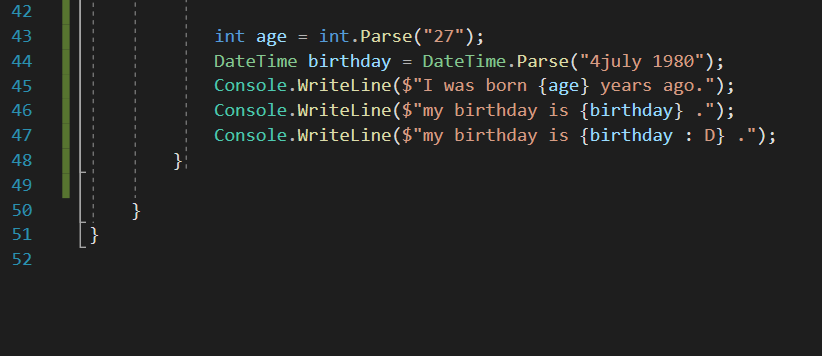 42
43 int age = int.Parse("27");
44 DateTime birthday = DateTime.Parse("4july 1980");
45 Console.WriteLine($"I was born {age} years ago.");
46 Console.WriteLine($"my birthday is {birthday} .");
47 Console.WriteLine($"my birthday is {birthday : D} .");
48 }
49
50 }
51 }
52